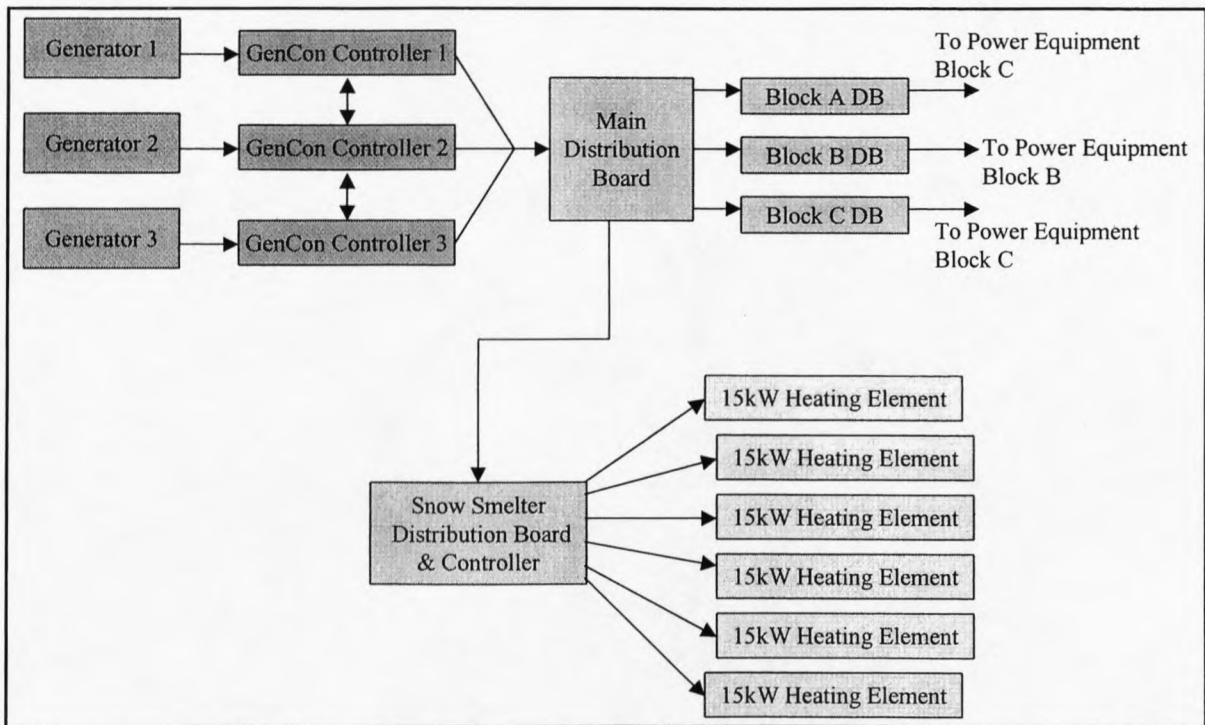 Generator 1
GenCon Controller 1
Generator 2
GenCon Controller 2
Generator 3
GenCon Controller 3
Main
Distribution
Board
Block A DB
Block B DB
Block C DB
To Power Equipment
Block C
To Power Equipment
Block B
To Power Equipment
Block C
Snow Smelter
Distribution Board
& Controller
15kW Heating Element
15kW Heating Element
15kW Heating Element
15kW Heating Element
15kW Heating Element
15kW Heating Element